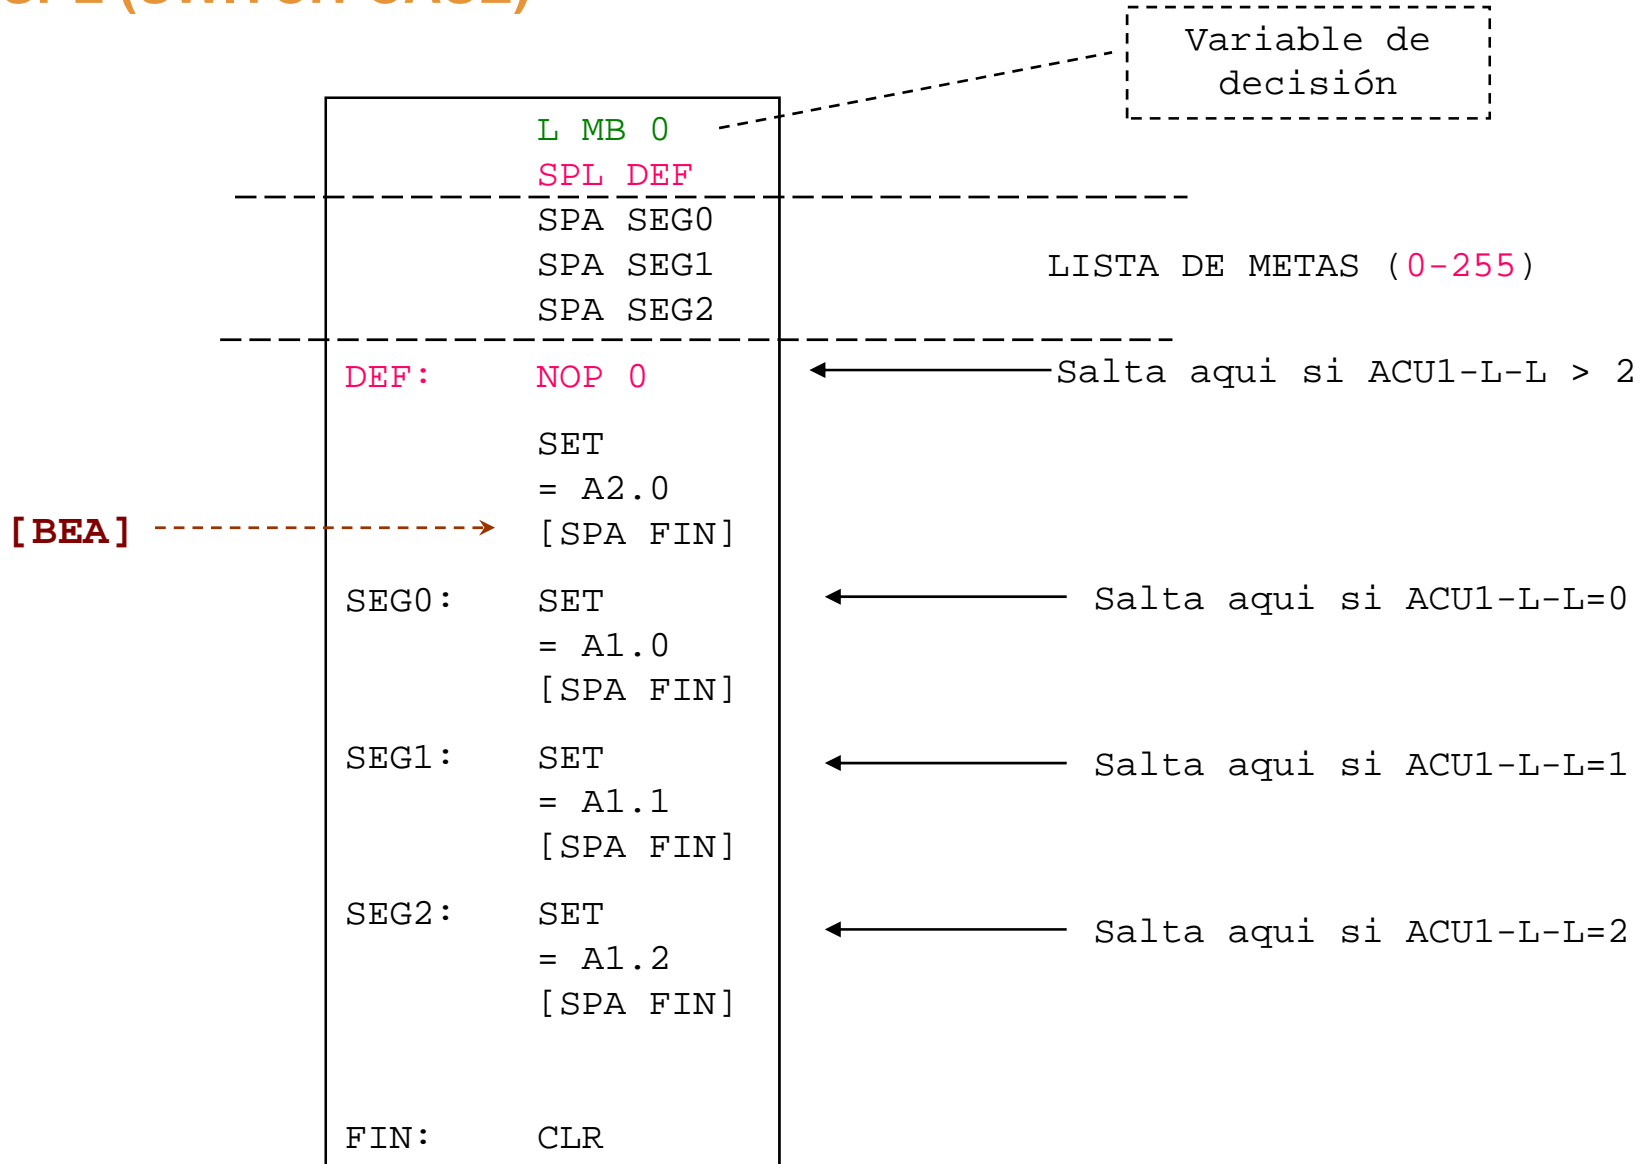 SPL (SWITCH-CASE)
Variable de
decisión
L MB 0
SPL DEF
SPA SEG0
SPA SEG1
LISTA DE METAS (0-255)
SPA SEG2
DEF: NOP 0
Salta aqui si ACU1-L-L > 2
SET
= A2.0
[BEA]
[SPA FIN]
SEG0: SET
Salta aqui si ACU1-L-L=0
= A1.0
[SPA FIN]
SEG1: SET
Salta aqui si ACU1-L-L=1
= A1.1
[SPA FIN]
SEG2: SET
Salta aqui si ACU1-L-L=2
= A1.2
[SPA FIN]
FIN: CLR